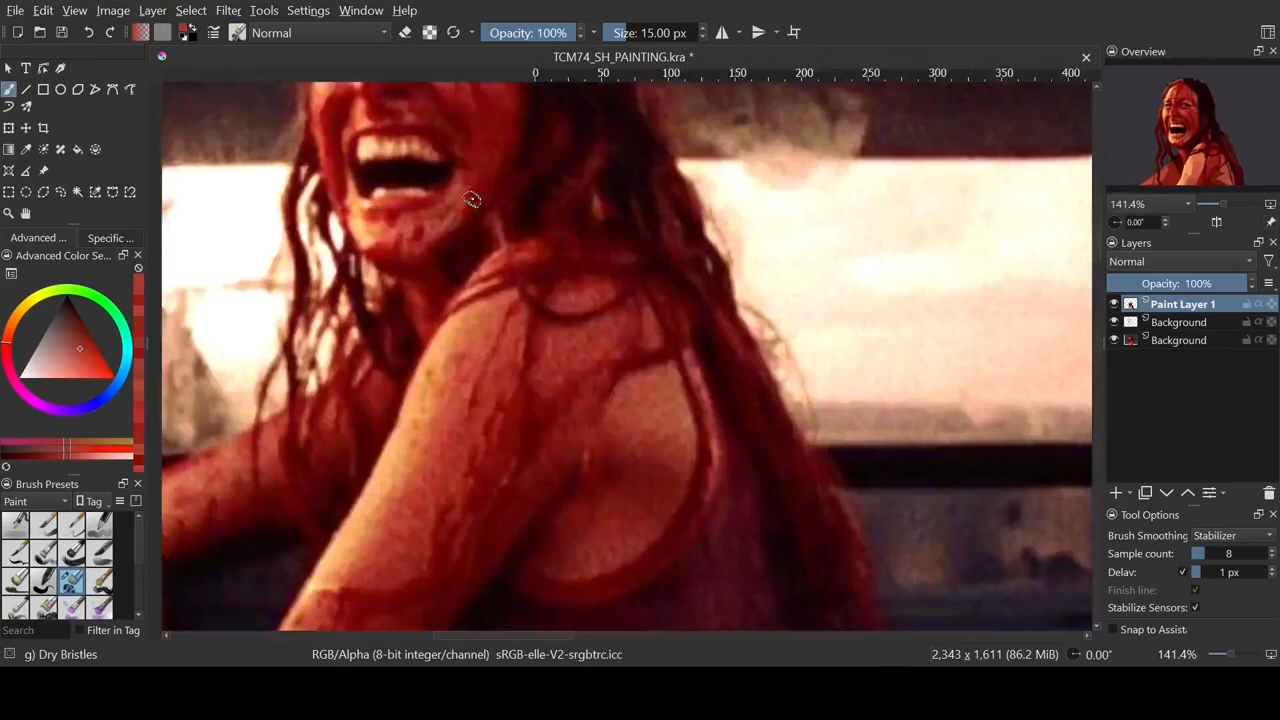 File Edit View Image Layer Select Filter Tools Settings Window Help
Normal
Opacity: 100%
Size: 15.00 px
TCM74_SH_PAINTING.kra *
0 50 100 150 200 250 300 350 400
Advanced ... Specific ...
Advanced Color Se...
Brush Presets
Paint
Tag
Search
Filter in Tag
Overview
141.4%
0.00°
Layers
Normal
Opacity: 100%
Paint Layer 1
Background
Background
Tool Options
Brush Smoothing: Stabilizer
Sample count: 8
Delay: 1 px
Finish line:
Stabilize Sensors:
Snap to Assist
g) Dry Bristles
RGB/Alpha (8-bit integer/channel) sRGB-elle-V2-srgbtrc.icc
2,343 x 1,611 (86.2 MiB)
0.00°
141.4%